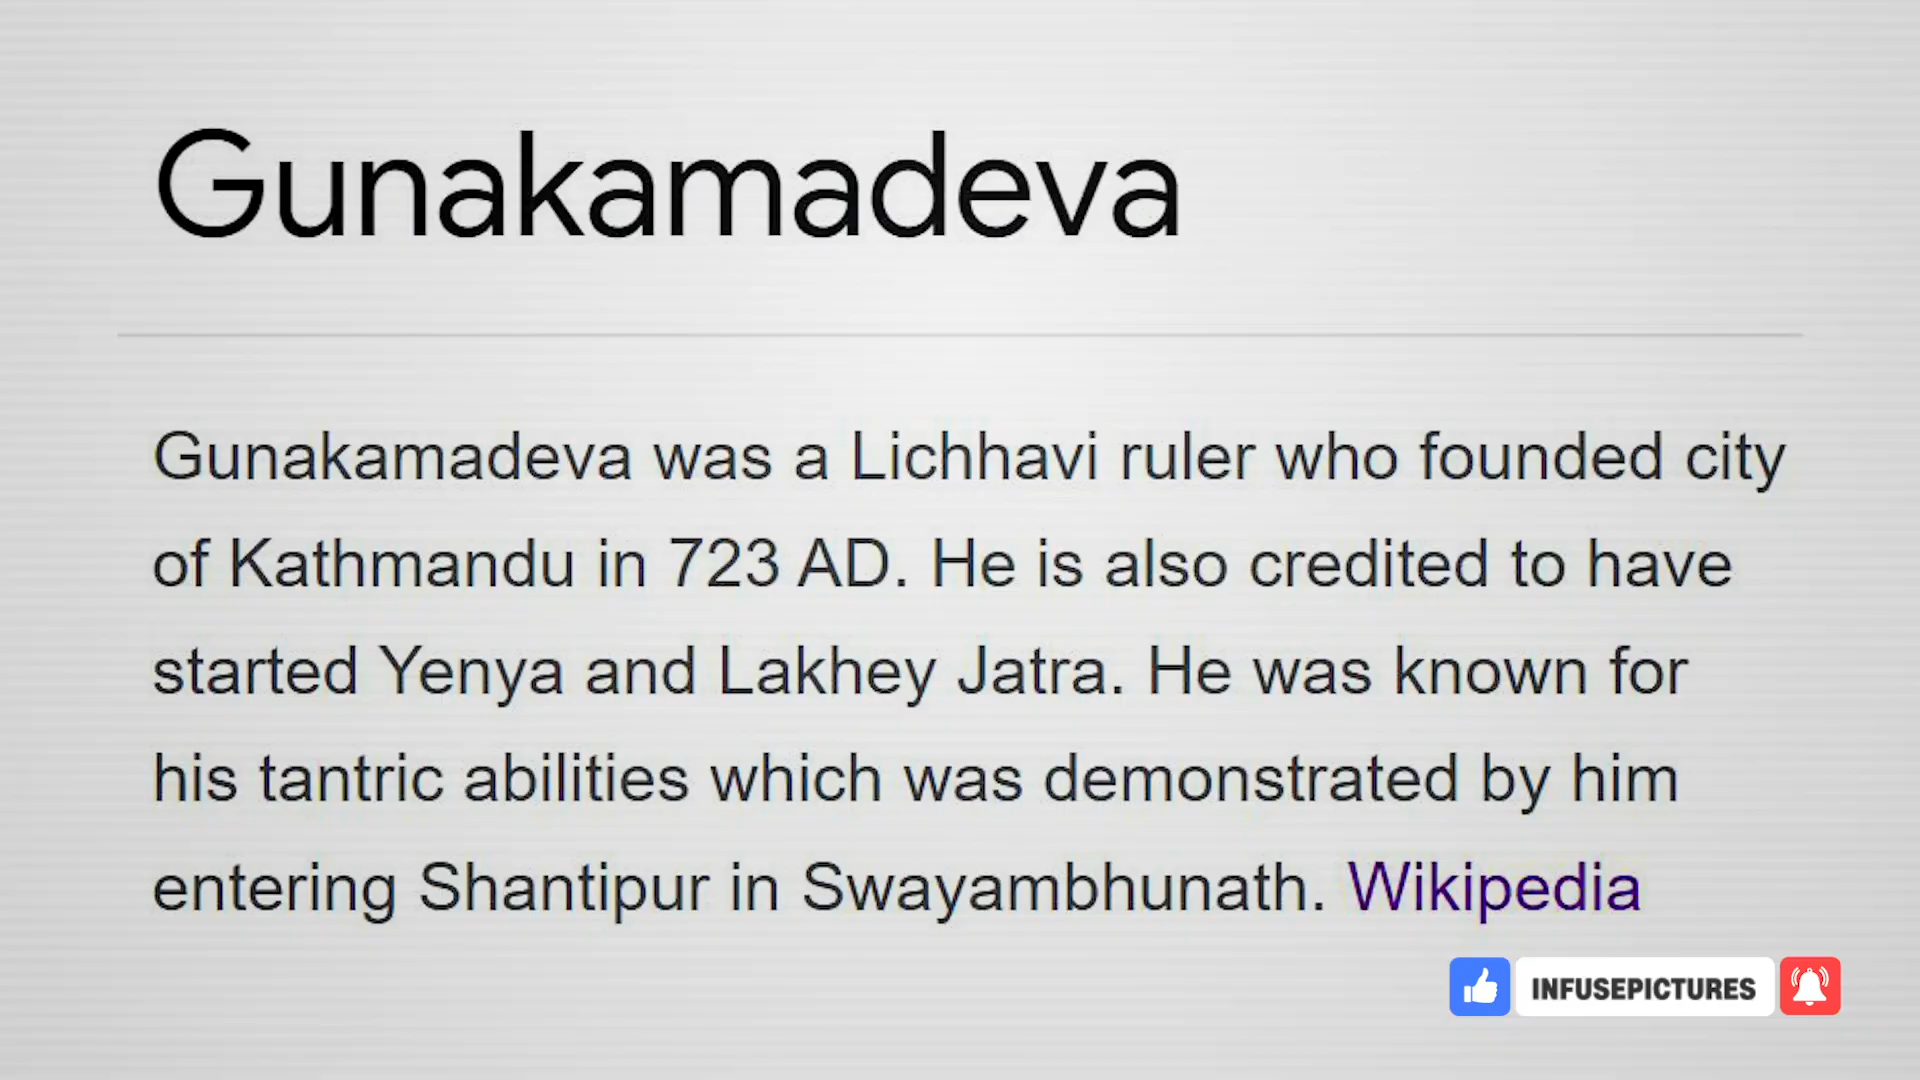 Gunakamadeva
Gunakamadeva was a Lichhavi ruler who founded city
of Kathmandu in 723 AD. He is also credited to have
started Yenya and Lakhey Jatra. He was known for
his tantric abilities which was demonstrated by him
entering Shantipur in Swayambhunath. Wikipedia
INFUSEPICTURES